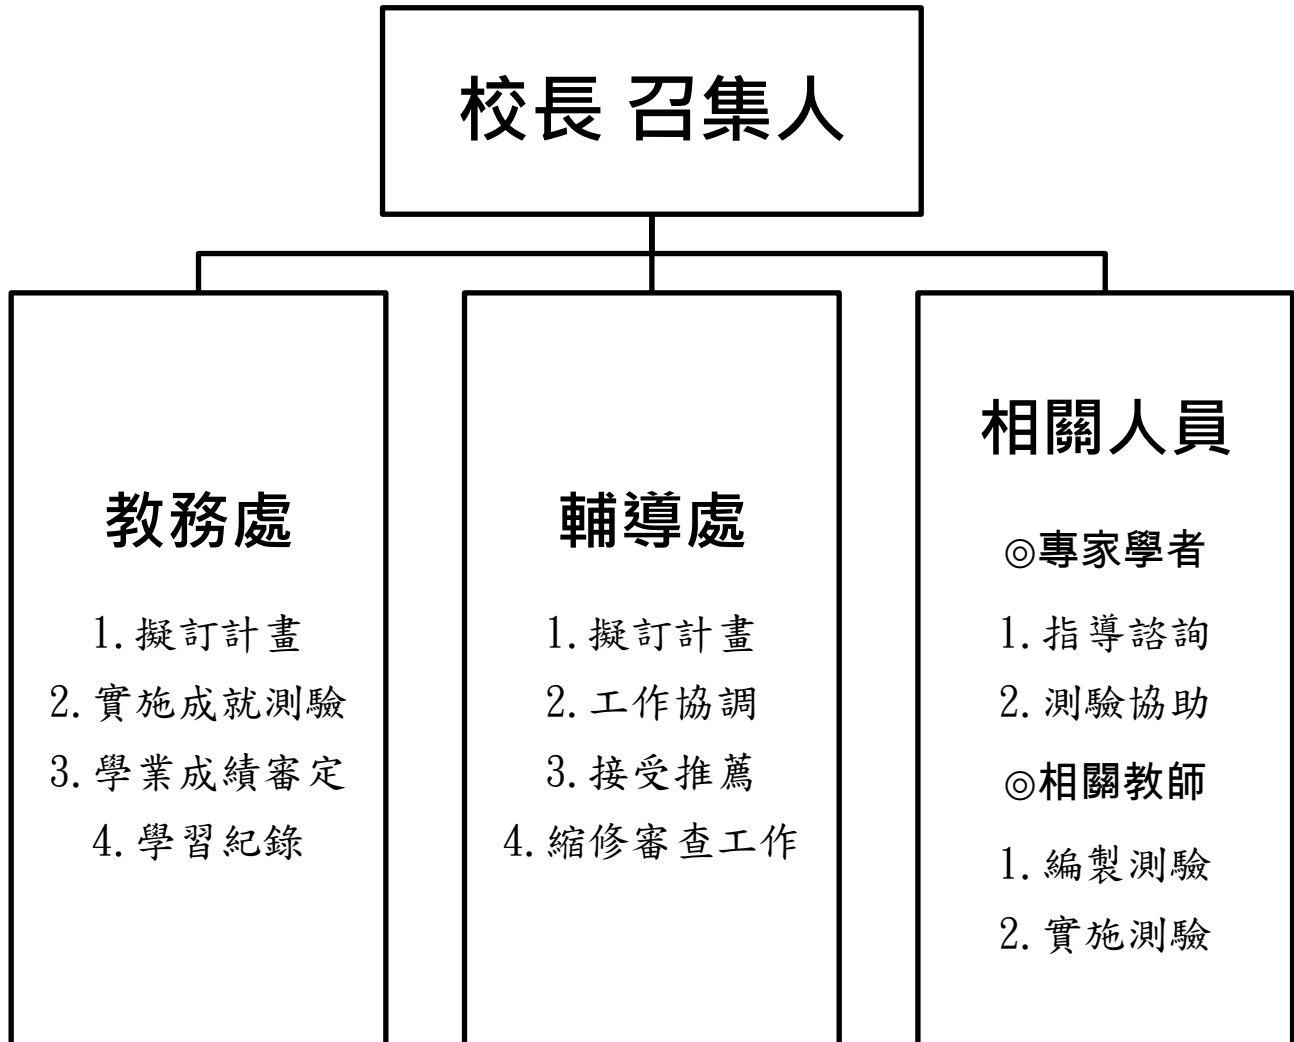 校長 召集人
教務處
1.擬訂計畫
2.實施成就測驗
3.學業成績審定
4.學習紀錄
輔導處
1.擬訂計畫
2.工作協調
3.接受推薦
4.縮修審查工作
相關人員
◎專家學者
1.指導諮詢
2.測驗協助
◎相關教師
1.編製測驗
2.實施測驗